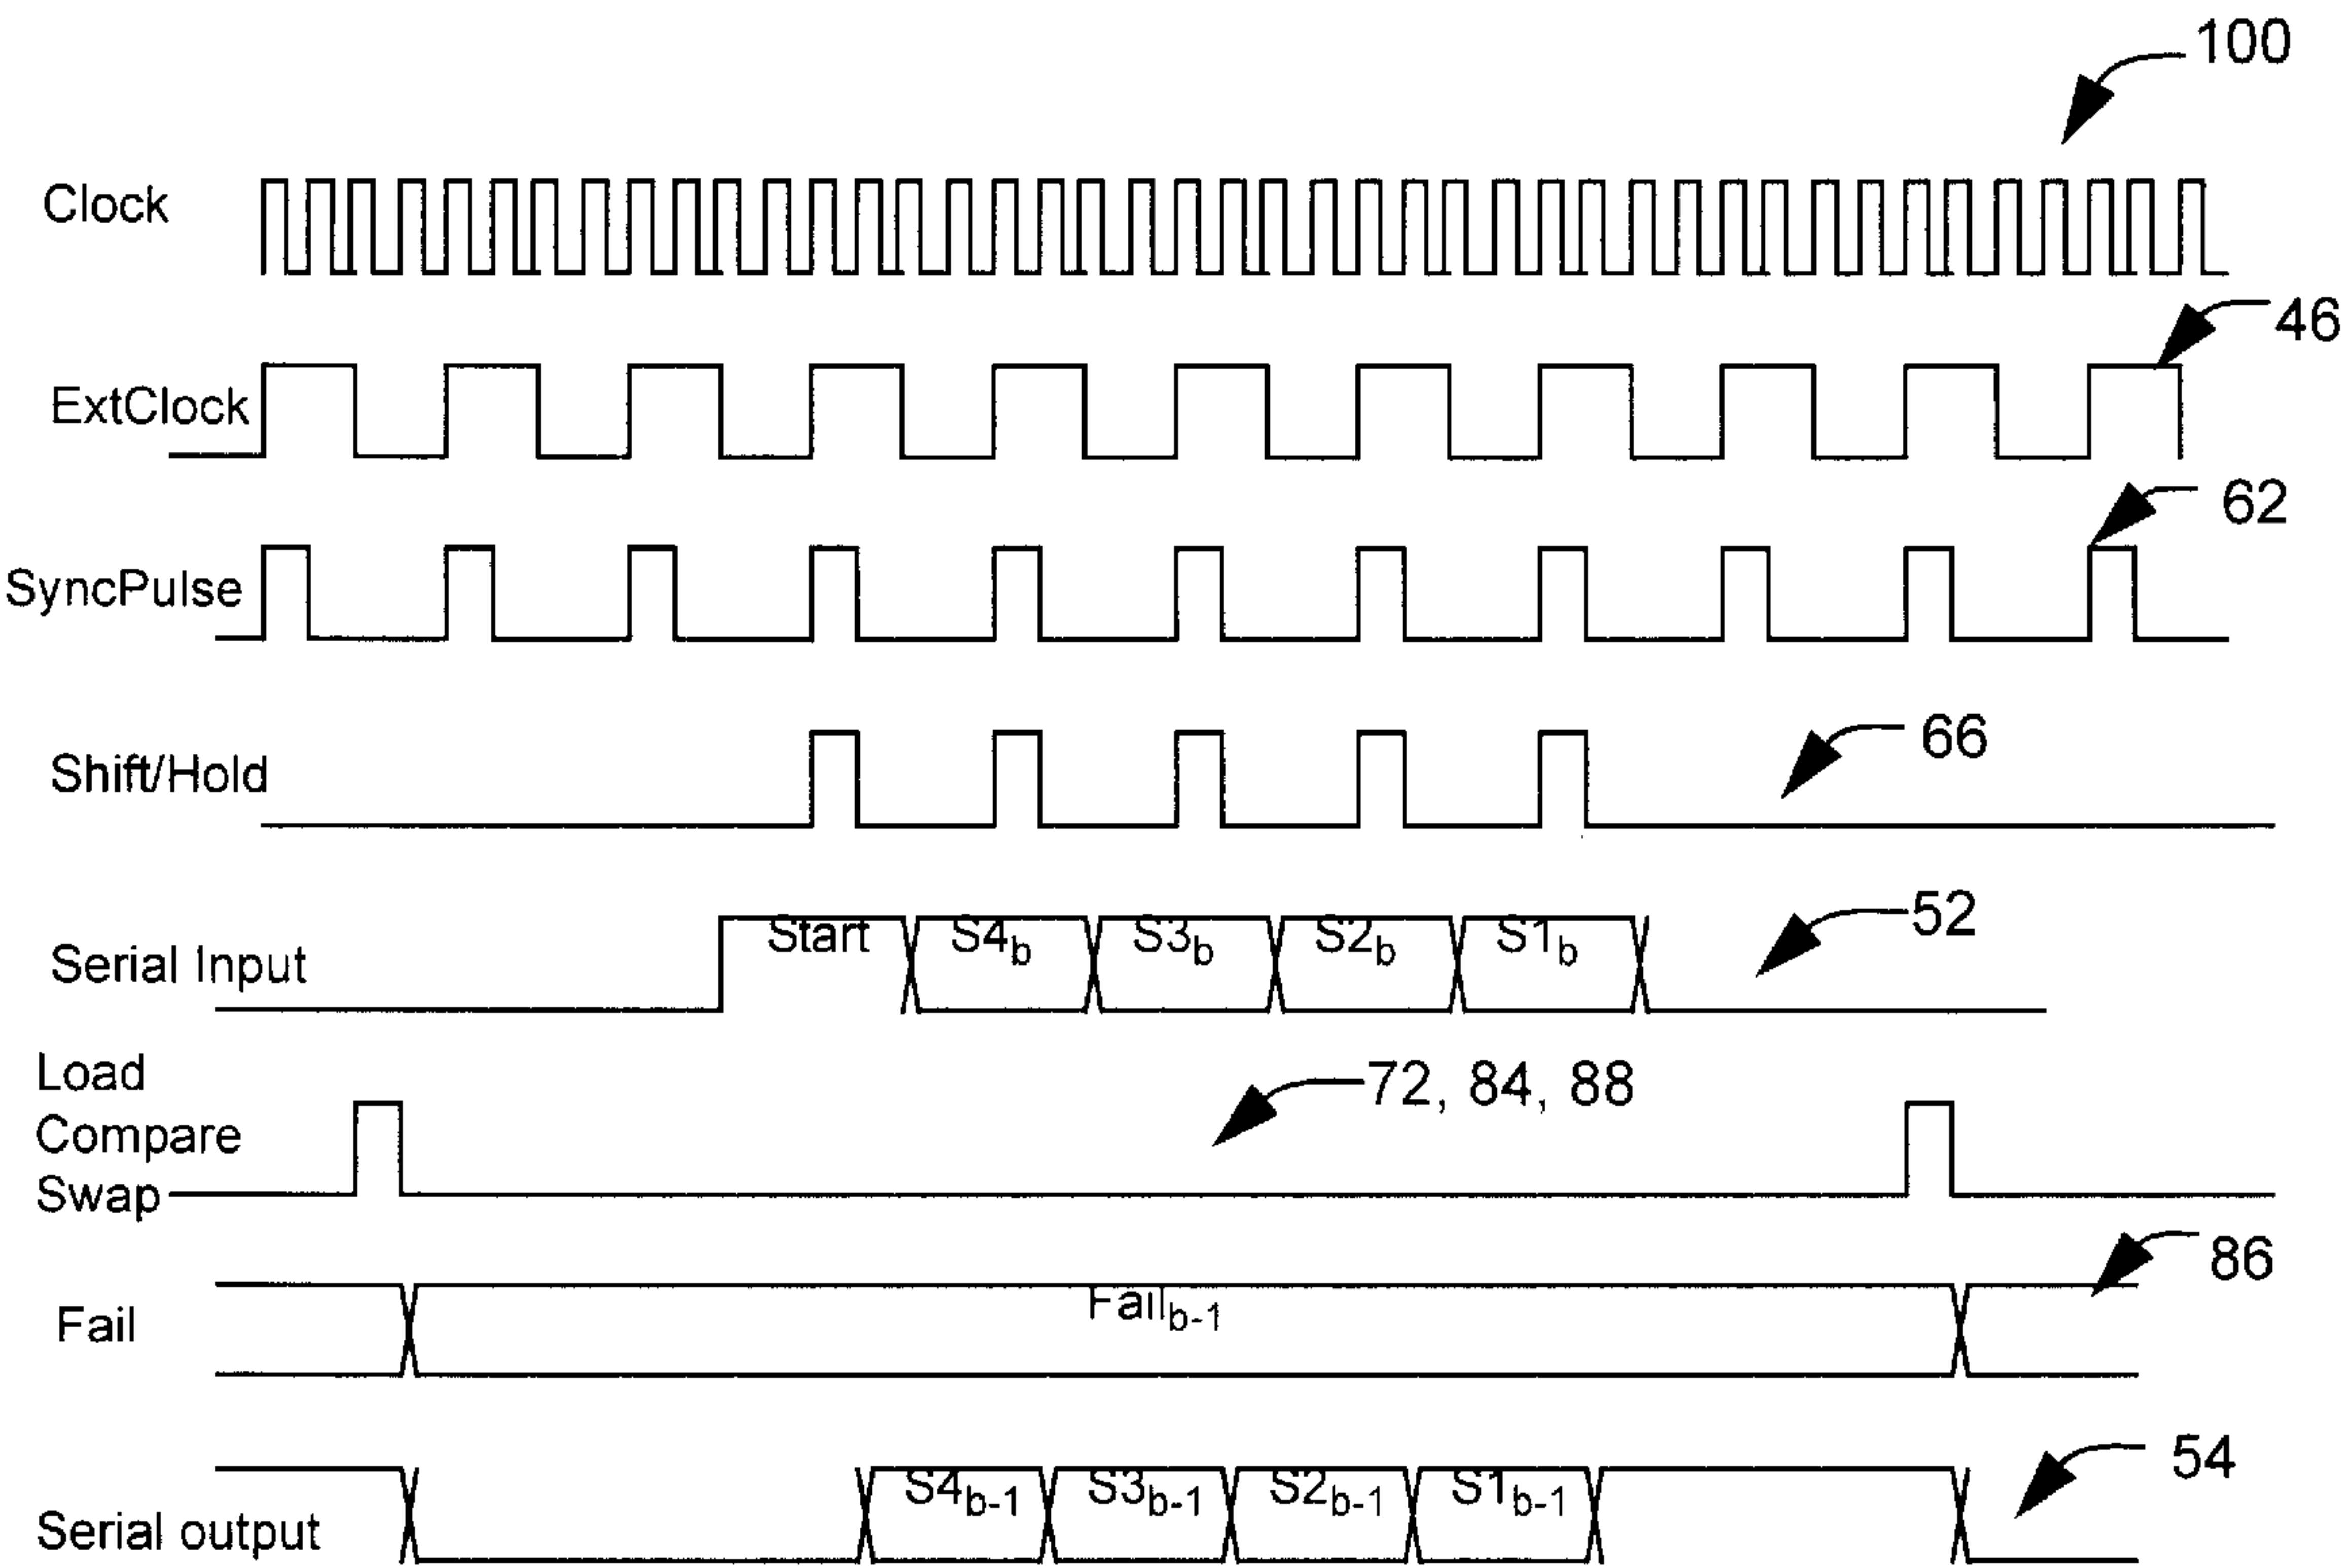 100
Clock
46
ExtClock
62
SyncPulse
66
Shift/Hold
52
Start S4b S3b S2b S1b
Serial Input
Load
Compare
Swap
72, 84, 88
86
Failb-1
Fail
54
S4b-1 S3b-1 S2b-1 S1b-1
Serial output